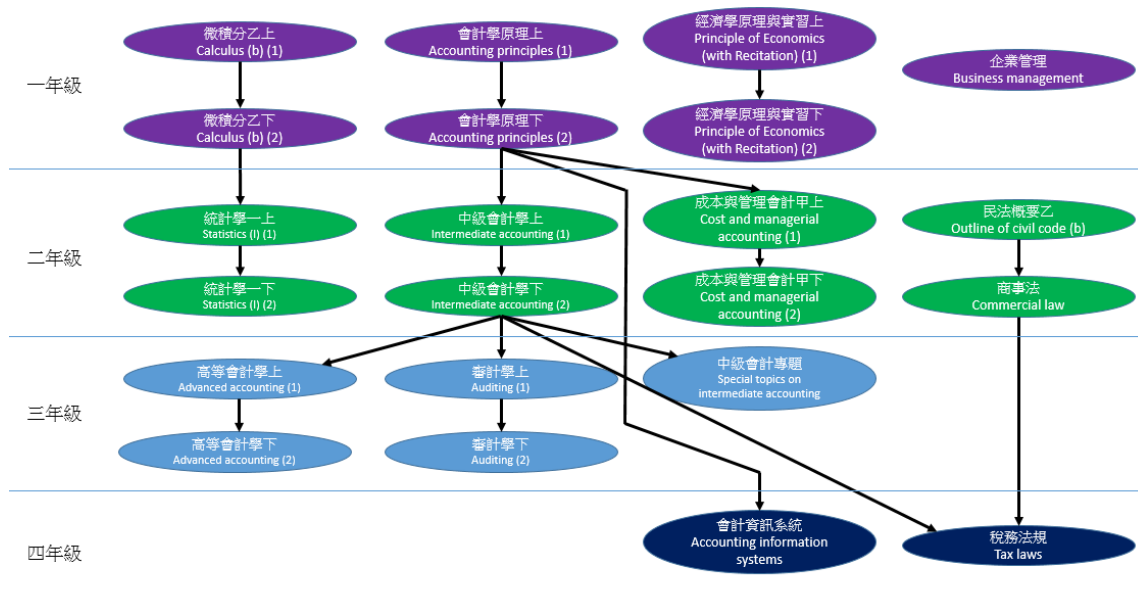 微積分乙上
Calculus (b) (1)
會計學原理上
Accounting principles (1)
經濟學原理與實習上
Principle of Economics
(with Recitation) (1)
企業管理
Business management
一年級
微積分乙下
Calculus (b) (2)
會計學原理下
Accounting principles (2)
經濟學原理與實習下
Principle of Economics
(with Recitation) (2)
統計學一上
Statistics (I) (1)
中級會計學上
Intermediate accounting (1)
成本與管理會計甲上
Cost and managerial
accounting (1)
民法概要乙
Outline of civil code (b)
二年級
統計學一下
Statistics (I) (2)
中級會計學下
Intermediate accounting (2)
成本與管理會計甲下
Cost and managerial
accounting (2)
商事法
Commercial law
高等會計學上
Advanced accounting (1)
審計學上
Auditing (1)
中級會計專題
Special topics on
intermediate accounting
三年級
高等會計學下
Advanced accounting (2)
審計學下
Auditing (2)
會計資訊系統
Accounting information
systems
稅務法規
Tax laws
四年級